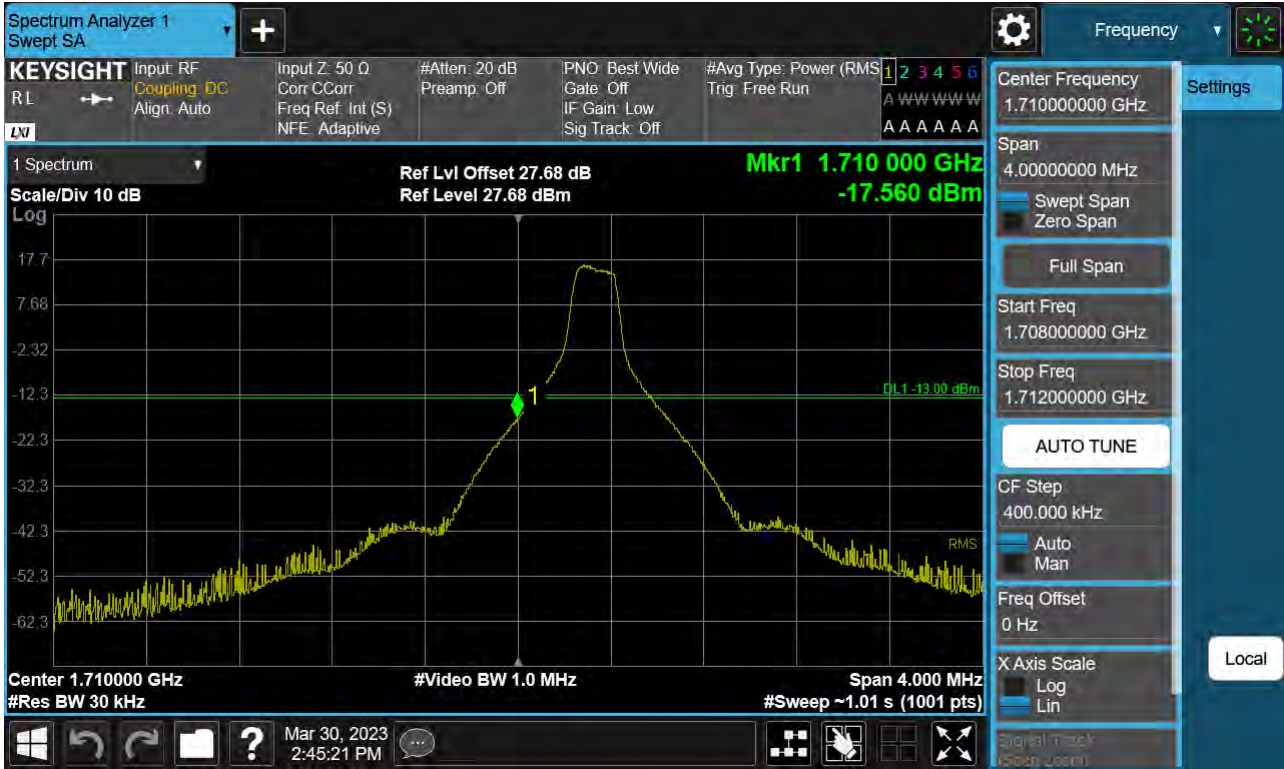 Spectrum Analyzer 1
Swept SA
Frequency
KEYSIGHT
R L
LXI
Input: RF
Coupling: DC
Align: Auto
Input Z: 50 Ω
Corr CCorr
Freq Ref: Int (S)
NFE: Adaptive
#Atten: 20 dB
Preamp: Off
PNO: Best Wide
Gate: Off
IF Gain: Low
Sig Track: Off
#Avg Type: Power (RMS
Trig: Free Run
1 2 3 4 5 6
A W W W W W
A A A A A A
1 Spectrum
Scale/Div 10 dB
Log
Ref Lvl Offset 27.68 dB
Ref Level 27.68 dBm
Mkr1 1.710 000 GHz
-17.560 dBm
17.7
7.68
-2.32
-12.3
-22.3
-32.3
-42.3
-52.3
-62.3
1
DL1 -13.00 dBm
RMS
Center 1.710000 GHz
#Res BW 30 kHz
#Video BW 1.0 MHz
Span 4.000 MHz
#Sweep ~1.01 s (1001 pts)
Center Frequency
1.710000000 GHz
Span
4.00000000 MHz
Swept Span
Zero Span
Full Span
Start Freq
1.708000000 GHz
Stop Freq
1.712000000 GHz
AUTO TUNE
CF Step
400.000 kHz
Auto
Man
Freq Offset
0 Hz
X Axis Scale
Log
Lin
Signal Track
(Span Zoom)
Settings
Local
?
Mar 30, 2023
2:45:21 PM